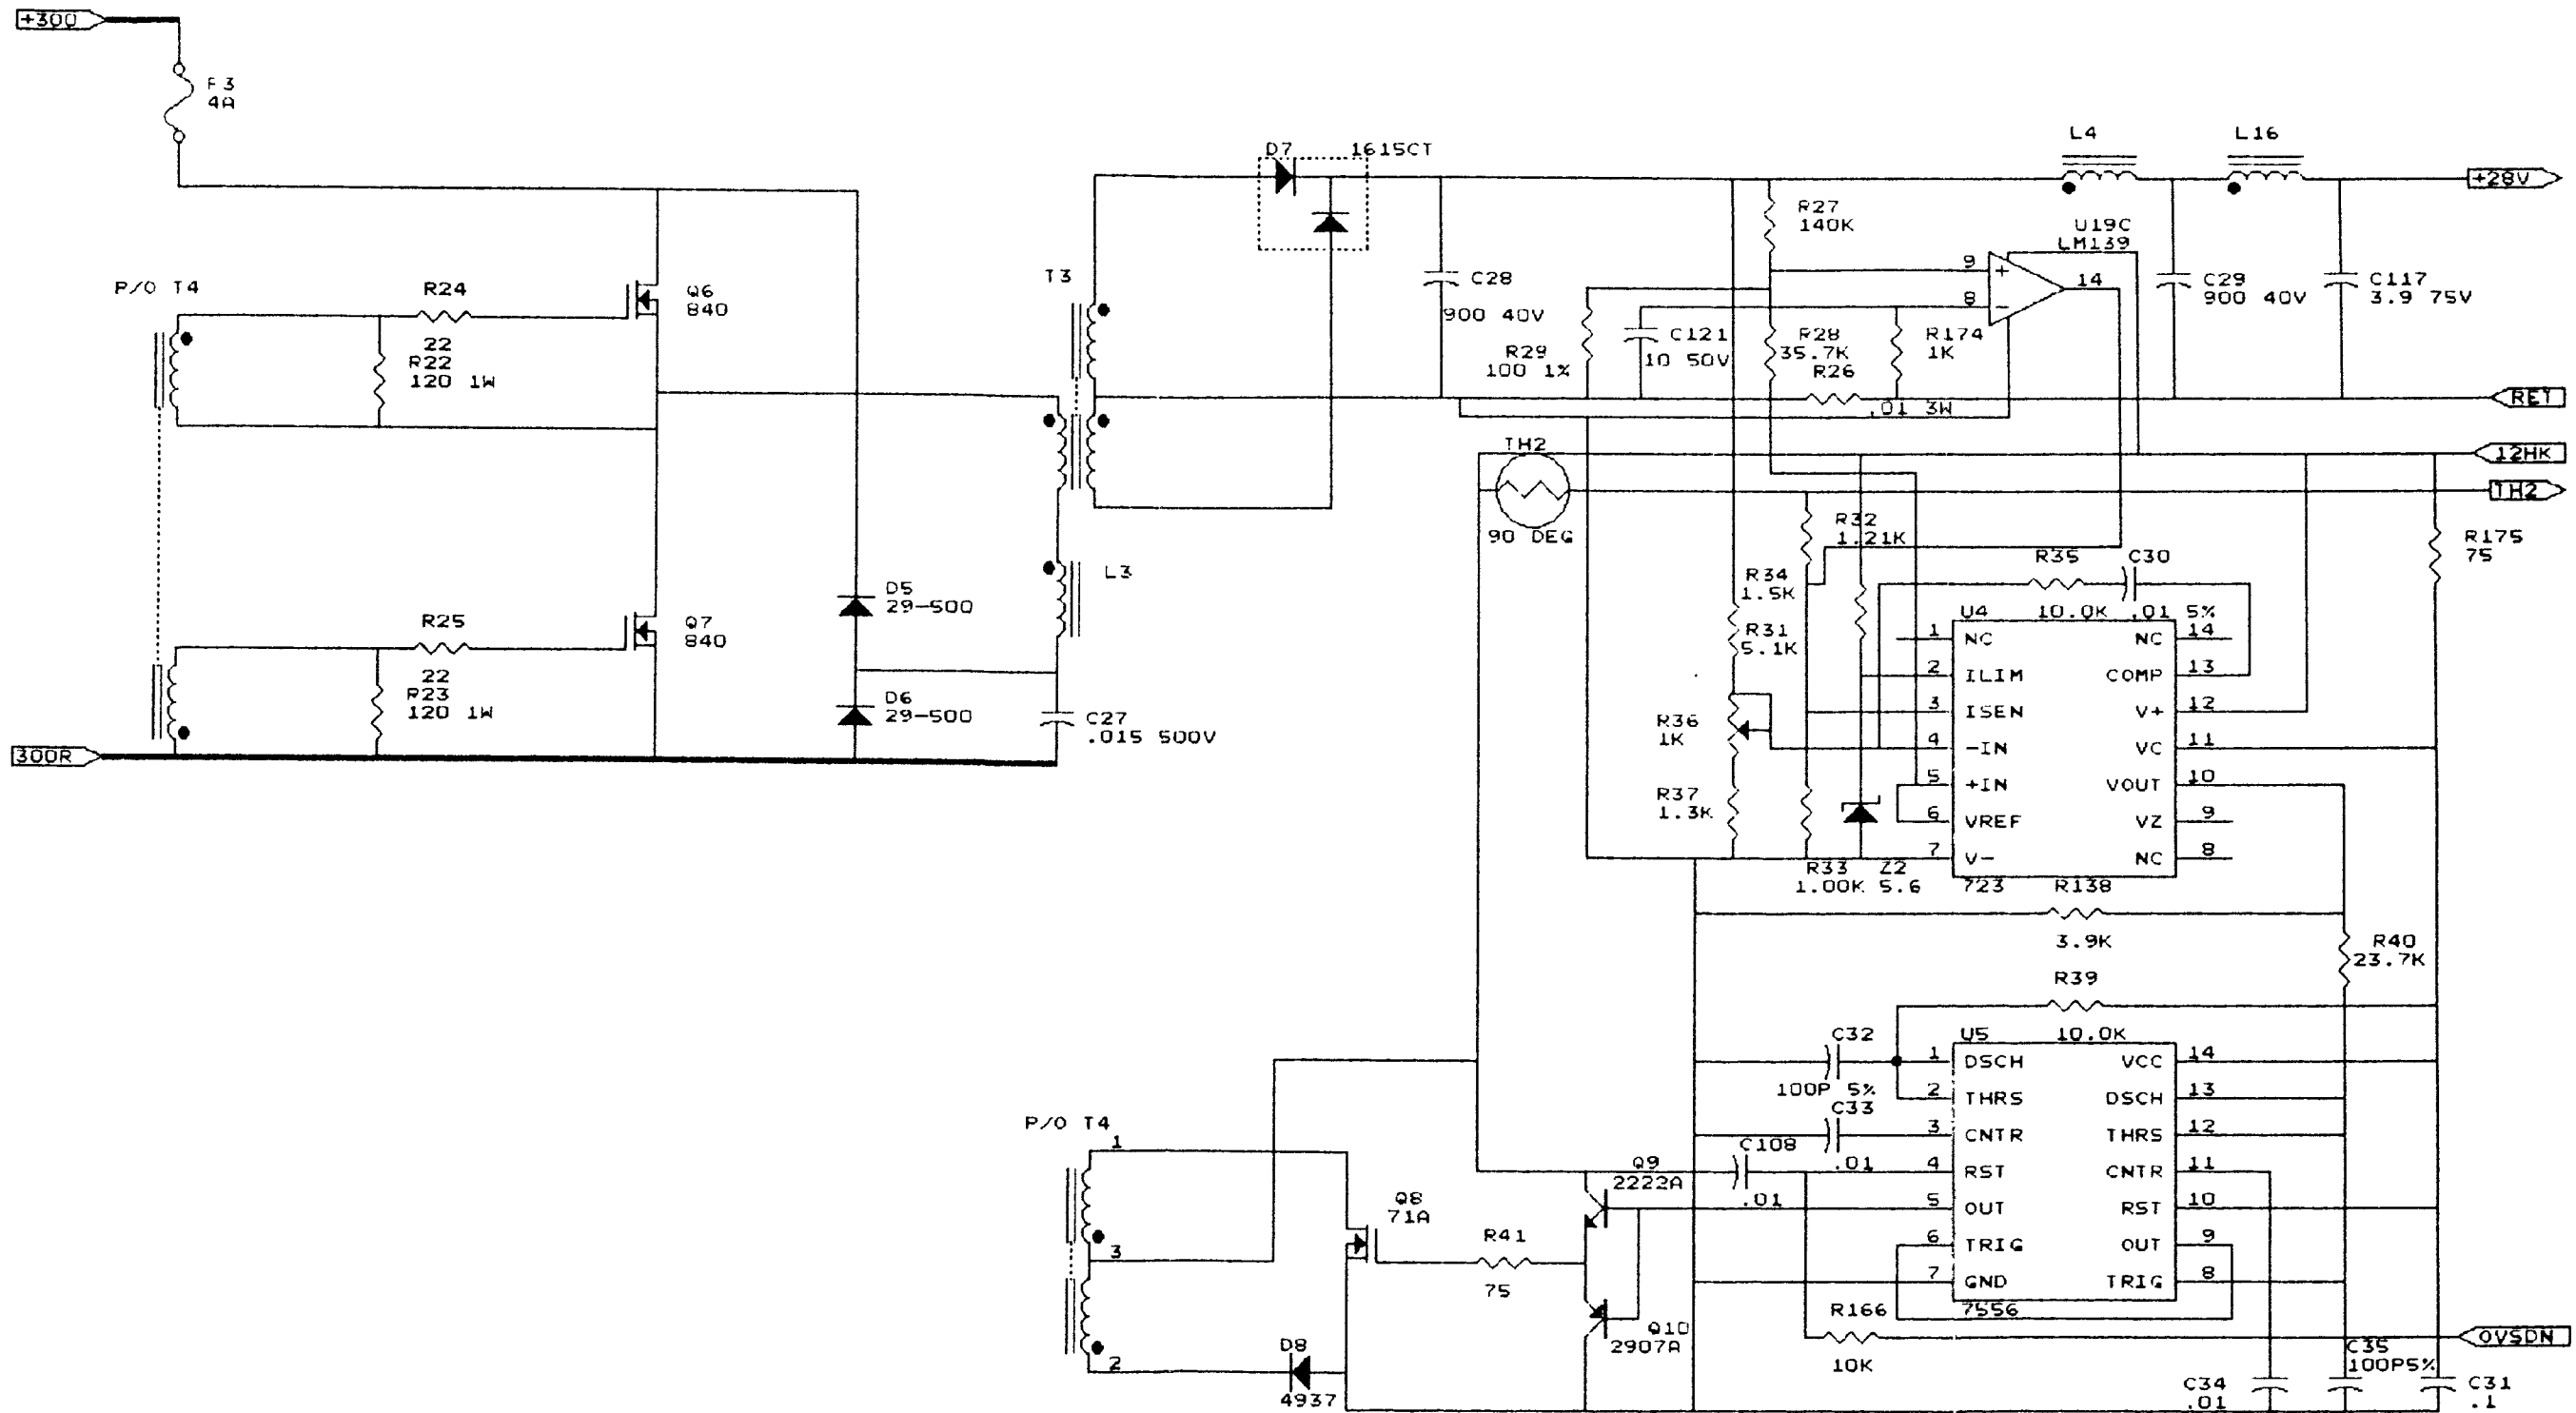 +300
F3
4A
P/O T4
R24
22
R22
120 1W
Q6
840
R25
22
R23
120 1W
Q7
840
300R
D5
29-500
D6
29-500
C27
.015 500V
L3
T3
D7
1615CT
C28
900 40V
R27
140K
U19C
LM139
9
8
14
+
-
L4
L16
+28V
C29
900 40V
C117
3.9 75V
R29
100 1%
C121
10 50V
R28
35.7K
R26
.01 3W
R174
1K
RET
12HK
TH2
TH2
90 DEG
R32
1.21K
R34
1.5K
R31
5.1K
R36
1K
R37
1.3K
R33
1.00K
Z2
5.6
R35
10.0K
C30
.01 5%
R175
75
U4
1 NC NC 14
2 ILIM COMP 13
3 ISEN V+ 12
4 -IN VC 11
5 +IN VOUT 10
6 VREF VZ 9
7 V- NC 8
723
R138
3.9K
R40
23.7K
R39
10.0K
U5
1 DSCH VCC 14
2 THRS DSCH 13
3 CNTR THRS 12
4 RST CNTR 11
5 OUT RST 10
6 TRIG OUT 9
7 GND TRIG 8
7556
C32
100P 5%
C33
.01
C108
.01
Q9
2222A
Q10
2907A
R41
75
Q8
71A
P/O T4
1
3
2
D8
4937
R166
10K
OVSDN
C34
.01
C35
100P5%
C31
.1